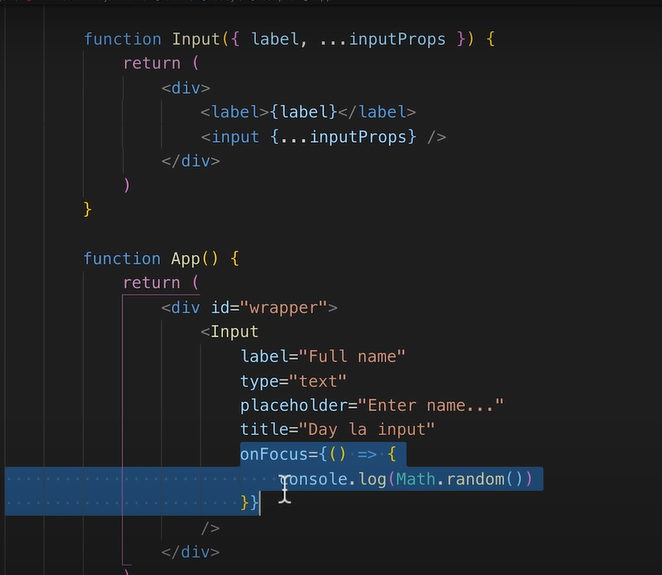 function Input({ label, ...inputProps }) {
return (
<div>
<label>{label}</label>
<input {...inputProps} />
</div>
)
}
function App() {
return (
<div id="wrapper">
<Input
label="Full name"
type="text"
placeholder="Enter name..."
title="Day la input"
onFocus={() => {
console.log(Math.random())
}}
/>
</div>
)